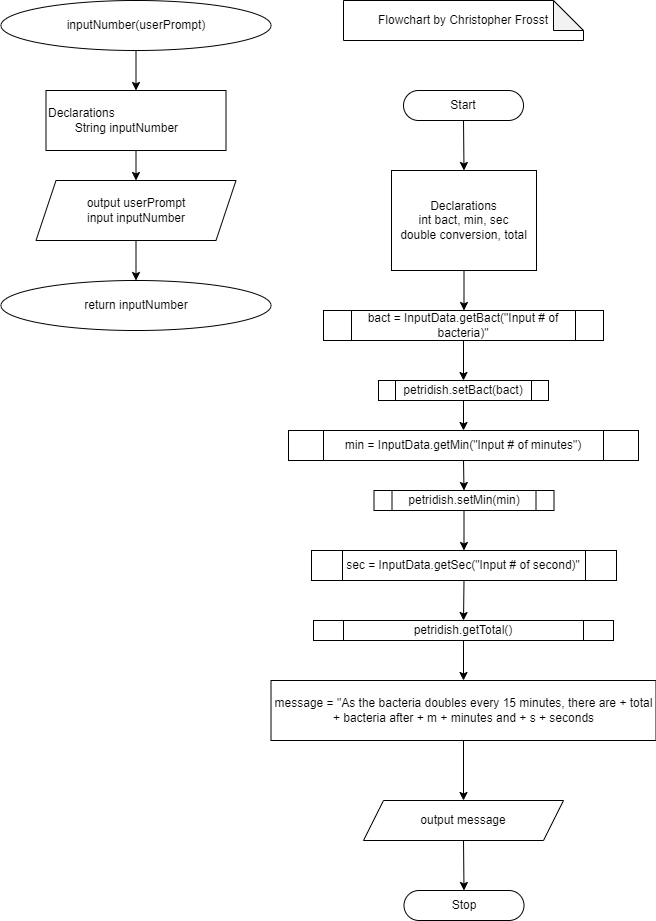 inputNumber(userPrompt)
Declarations
String inputNumber
output userPrompt
input inputNumber
return inputNumber
Flowchart by Christopher Frosst
Start
Declarations
int bact, min, sec
double conversion, total
bact = InputData.getBact("Input # of
bacteria)"
petridish.setBact(bact)
min = InputData.getMin("Input # of minutes")
petridish.setMin(min)
sec = InputData.getSec("Input # of second)"
petridish.getTotal()
message = "As the bacteria doubles every 15 minutes, there are + total
+ bacteria after + m + minutes and + s + seconds
output message
Stop